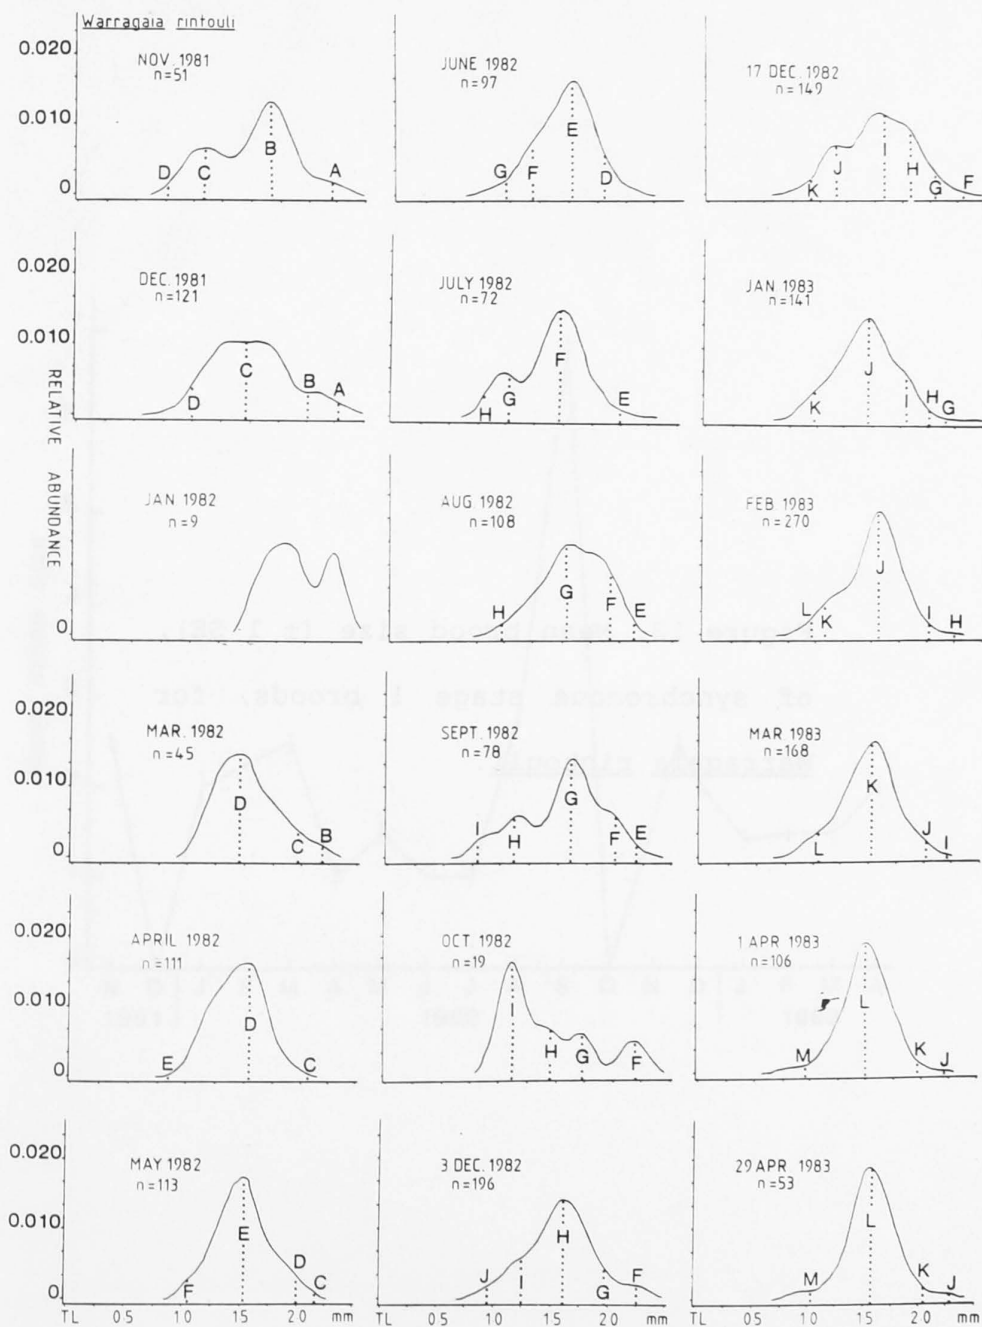 Warragaia rintouli
0.020
0.010
0
NOV. 1981
n=51
D
C
B
A
JUNE 1982
n=97
G
F
E
D
17 DEC. 1982
n=149
K
J
I
H
G
F
0.020
0.010
DEC. 1981
n=121
D
C
B
A
JULY 1982
n=72
H
G
F
E
JAN. 1983
n=141
K
J
I
H
G
RELATIVE ABUNDANCE
0
JAN. 1982
n=9
AUG. 1982
n=108
H
G
F
E
FEB. 1983
n=270
L
K
J
I
H
0.020
0.010
0
MAR. 1982
n=45
D
C
B
SEPT. 1982
n=78
I
H
G
F
E
MAR. 1983
n=168
L
K
J
I
0.020
0.010
0
APRIL 1982
n=111
E
D
C
OCT. 1982
n=19
I
H
G
F
1 APR. 1983
n=106
M
L
K
J
0.020
0.010
0
MAY 1982
n=113
F
E
D
C
3 DEC. 1982
n=196
J
I
H
G
F
29 APR. 1983
n=53
M
L
K
J
TL 0.5 1.0 1.5 2.0 mm
TL 0.5 1.0 1.5 2.0 mm
TL 0.5 1.0 1.5 2.0 mm